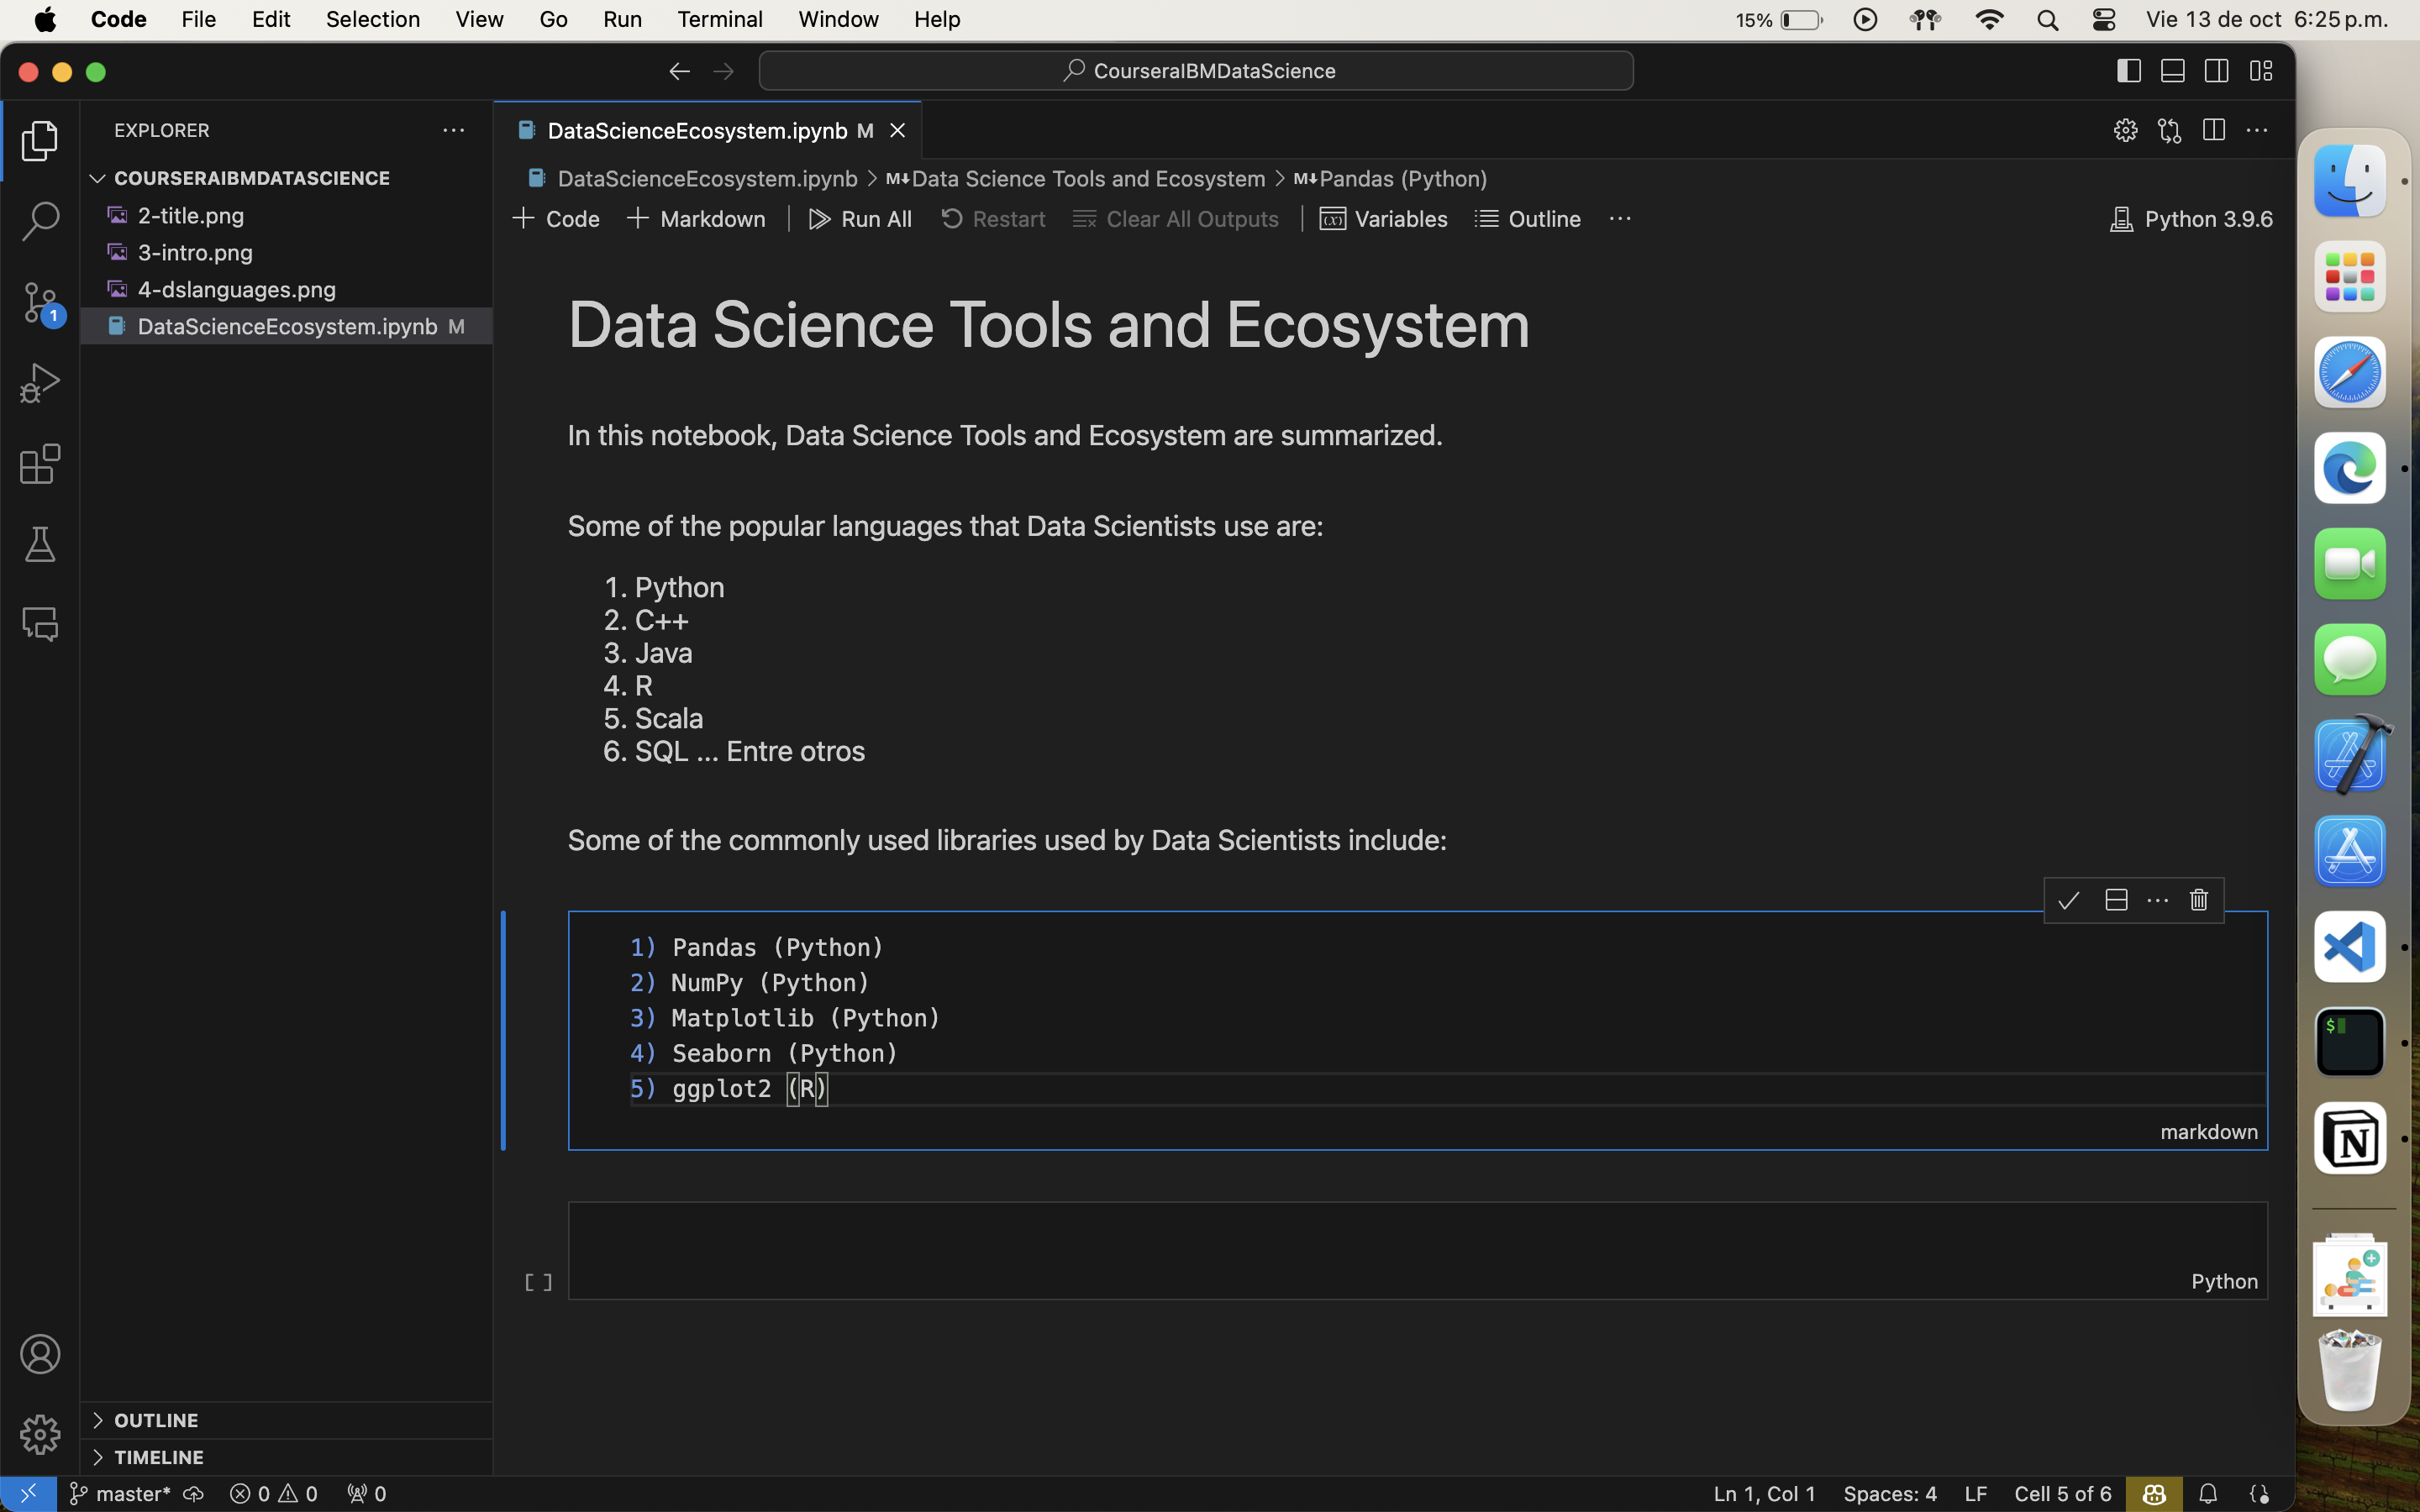 Code File Edit Selection View Go Run Terminal Window Help 15% Vie 13 de oct 6:25 p.m.
CourseraIBMDataScience
EXPLORER
COURSERAIBMDATASCIENCE
2-title.png
3-intro.png
4-dslanguages.png
DataScienceEcosystem.ipynb M
1
DataScienceEcosystem.ipynb M
DataScienceEcosystem.ipynb > M↓Data Science Tools and Ecosystem > M↓Pandas (Python)
+ Code + Markdown | Run All Restart Clear All Outputs | (x) Variables Outline ... Python 3.9.6
Data Science Tools and Ecosystem
In this notebook, Data Science Tools and Ecosystem are summarized.
Some of the popular languages that Data Scientists use are:
1. Python
2. C++
3. Java
4. R
5. Scala
6. SQL ... Entre otros
Some of the commonly used libraries used by Data Scientists include:
1) Pandas (Python)
2) NumPy (Python)
3) Matplotlib (Python)
4) Seaborn (Python)
5) ggplot2 (R)
markdown
[ ]
Python
OUTLINE
TIMELINE
master* 0 0 0 Ln 1, Col 1 Spaces: 4 LF Cell 5 of 6
$
N